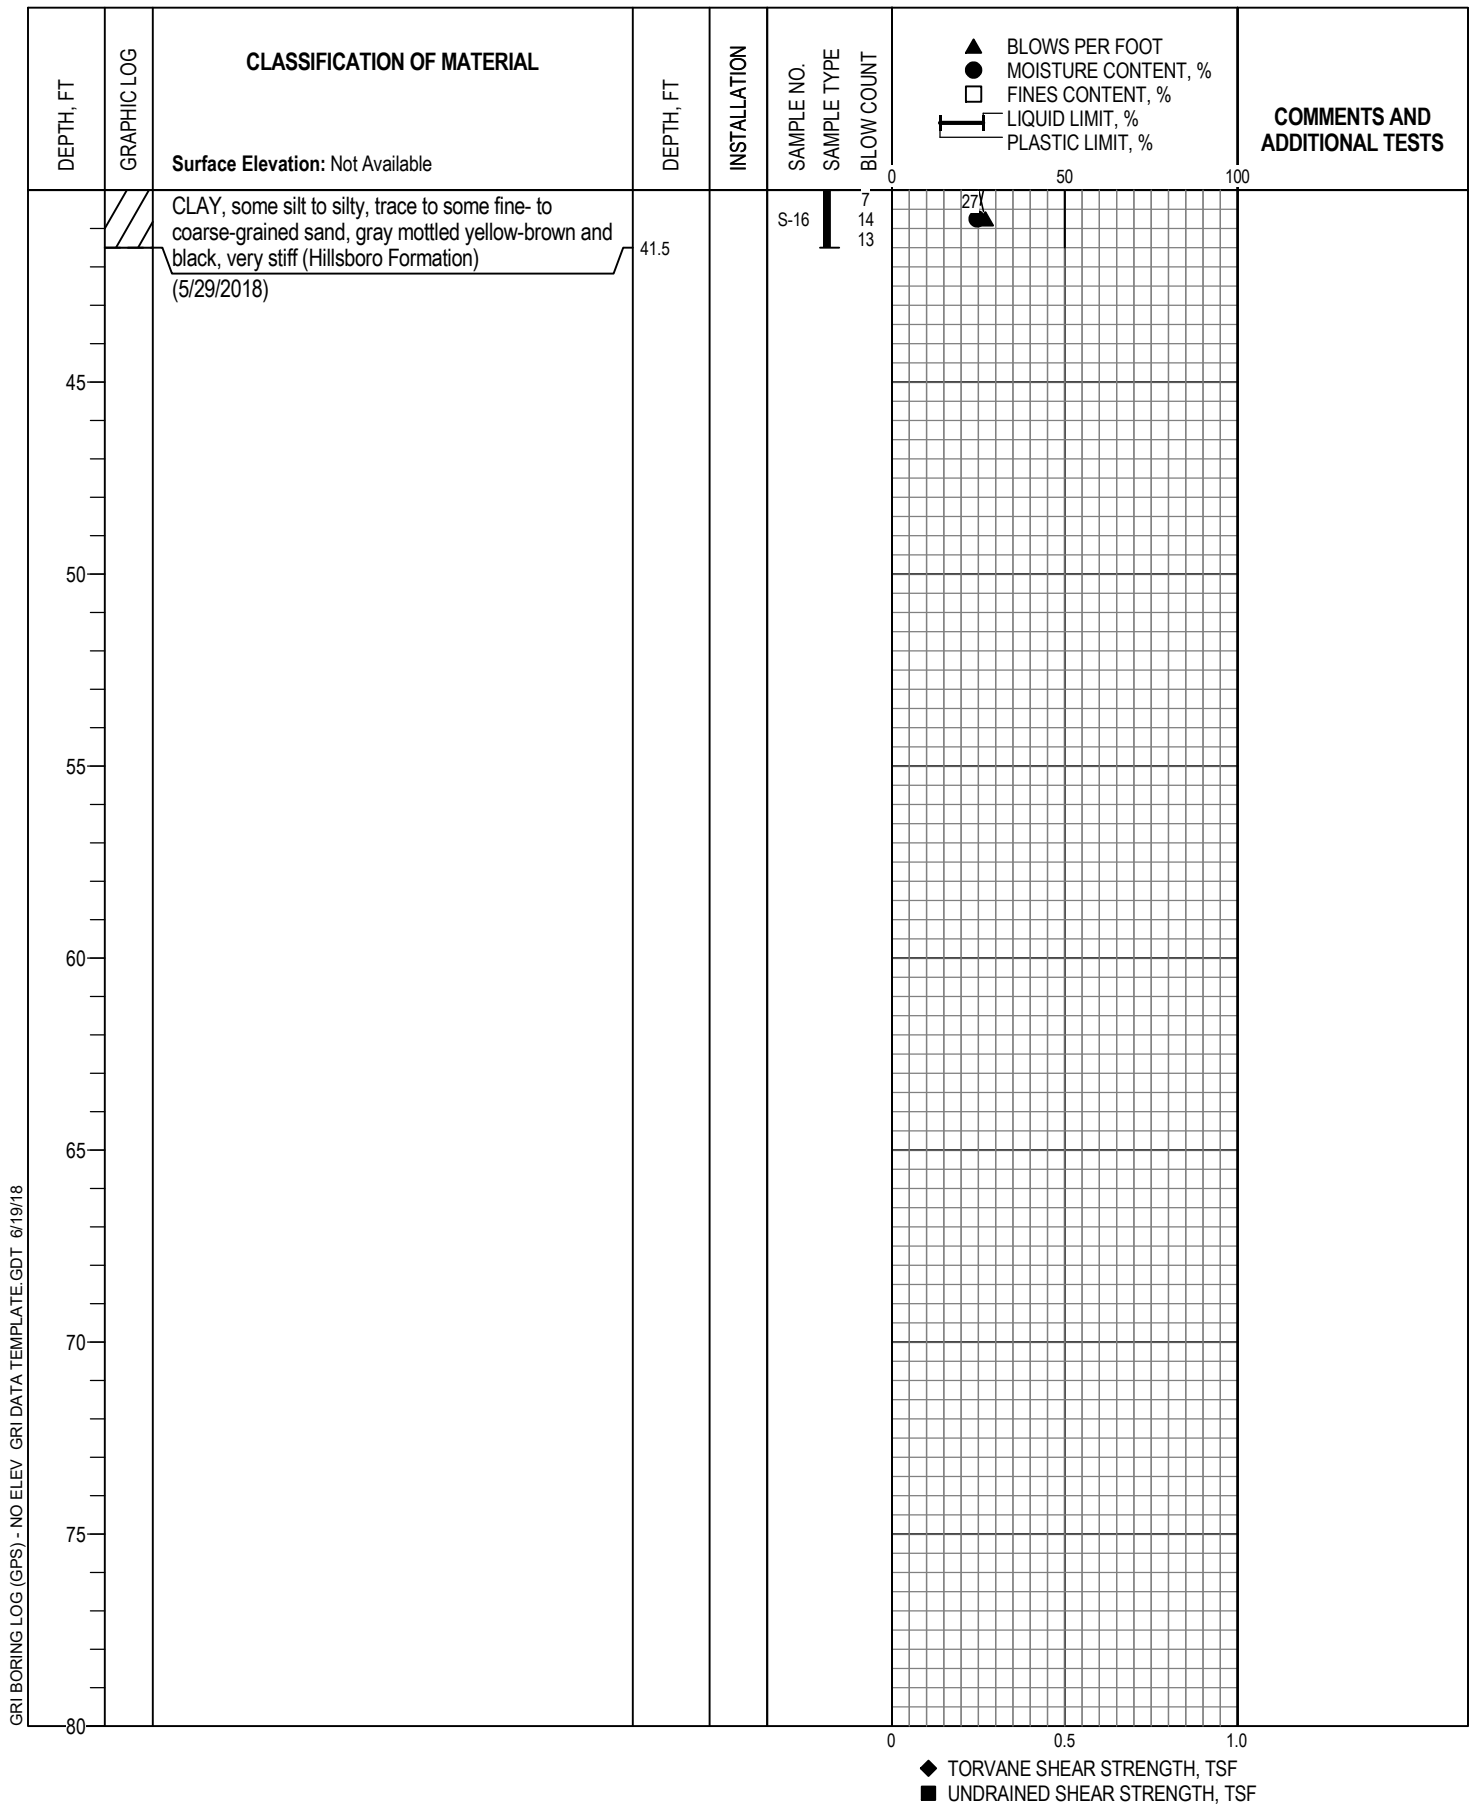 DEPTH, FT
GRAPHIC LOG
CLASSIFICATION OF MATERIAL
Surface Elevation: Not Available
DEPTH, FT
INSTALLATION
SAMPLE NO.
SAMPLE TYPE
BLOW COUNT
BLOWS PER FOOT
MOISTURE CONTENT, %
FINES CONTENT, %
LIQUID LIMIT, %
PLASTIC LIMIT, %
0 50 100
COMMENTS AND
ADDITIONAL TESTS
CLAY, some silt to silty, trace to some fine- to
coarse-grained sand, gray mottled yellow-brown and
black, very stiff (Hillsboro Formation)
(5/29/2018)
41.5
S-16
7
14
13
27
45
50
55
60
65
70
75
80
0 0.5 1.0
TORVANE SHEAR STRENGTH, TSF
UNDRAINED SHEAR STRENGTH, TSF
GRI BORING LOG (GPS) - NO ELEV GRI DATA TEMPLATE.GDT 6/19/18